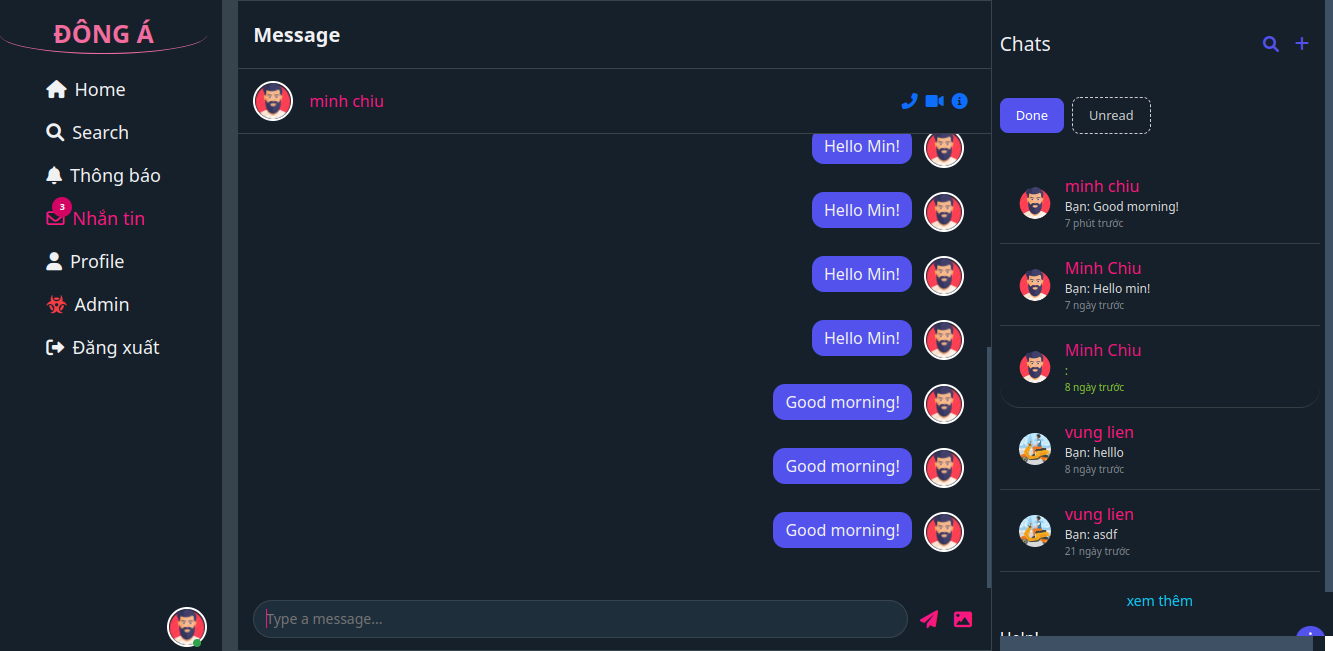 ĐÔNG Á
Home
Search
Thông báo
3
Nhắn tin
Profile
Admin
Đăng xuất
Message
minh chiu
Hello Min!
Hello Min!
Hello Min!
Hello Min!
Good morning!
Good morning!
Good morning!
Type a message...
Chats
Done
Unread
minh chiu
Bạn: Good morning!
7 phút trước
Minh Chìu
Bạn: Hello min!
7 ngày trước
Minh Chìu
:
8 ngày trước
vung lien
Bạn: helllo
8 ngày trước
vung lien
Bạn: asdf
21 ngày trước
xem thêm
Help!